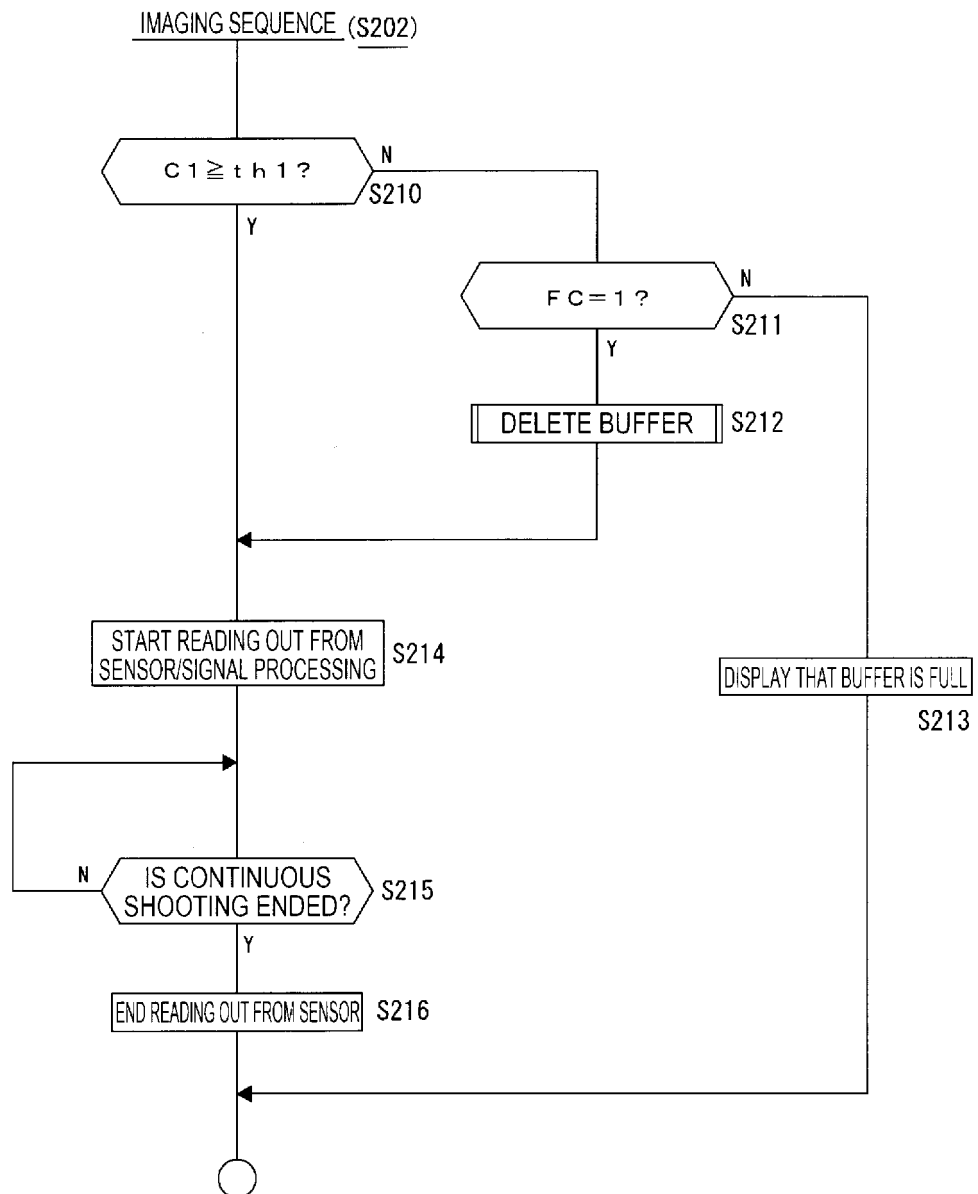 IMAGING SEQUENCE (S202)
C1≧th1?
N
S210
Y
FC=1?
N
S211
Y
DELETE BUFFER
S212
START READING OUT FROM
SENSOR/SIGNAL PROCESSING
S214
DISPLAY THAT BUFFER IS FULL
S213
N
IS CONTINUOUS
SHOOTING ENDED?
S215
Y
END READING OUT FROM SENSOR
S216